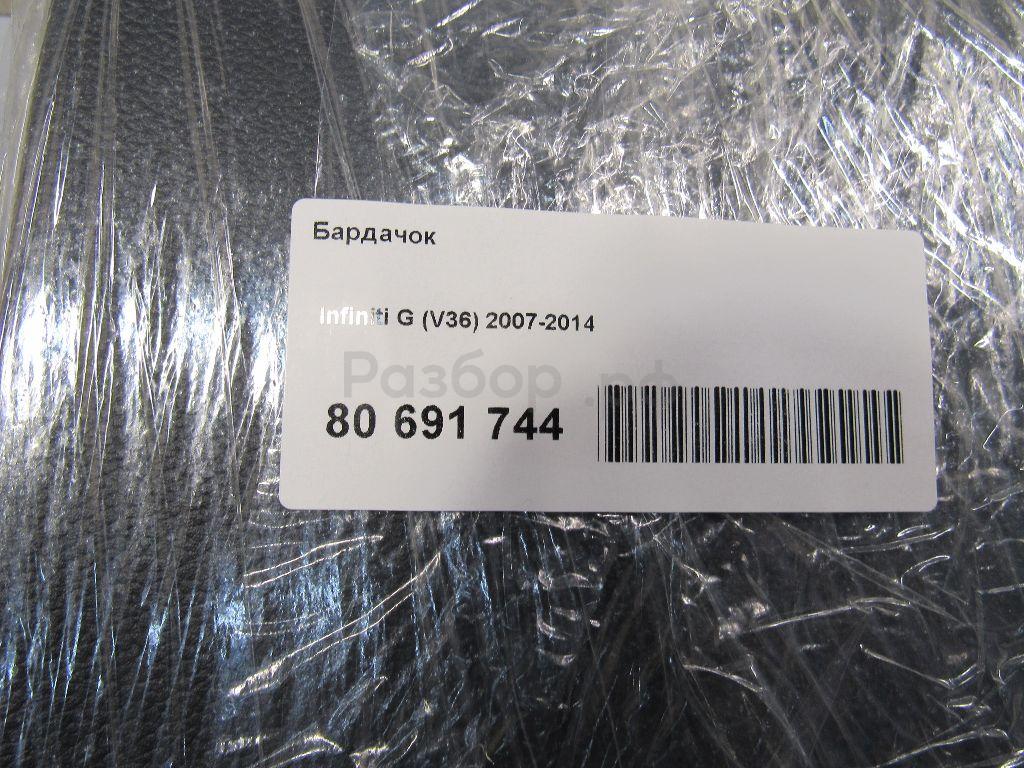 Бардачок
Infiniti G (V36) 2007-2014
Разбор.рф
80 691 744